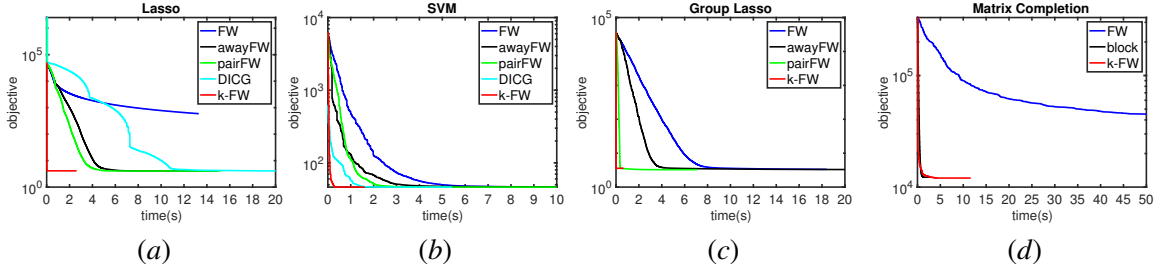 Lasso
FW
awayFW
pairFW
DICG
k-FW
10^5
10^0
objective
0 2 4 6 8 10 12 14 16 18 20
time(s)
(a)
SVM
FW
awayFW
pairFW
DICG
k-FW
10^4
10^3
10^2
objective
0 1 2 3 4 5 6 7 8 9 10
time(s)
(b)
Group Lasso
FW
awayFW
pairFW
k-FW
10^5
10^0
objective
0 2 4 6 8 10 12 14 16 18 20
time(s)
(c)
Matrix Completion
FW
block
k-FW
10^5
10^4
objective
0 5 10 15 20 25 30 35 40 45 50
time(s)
(d)